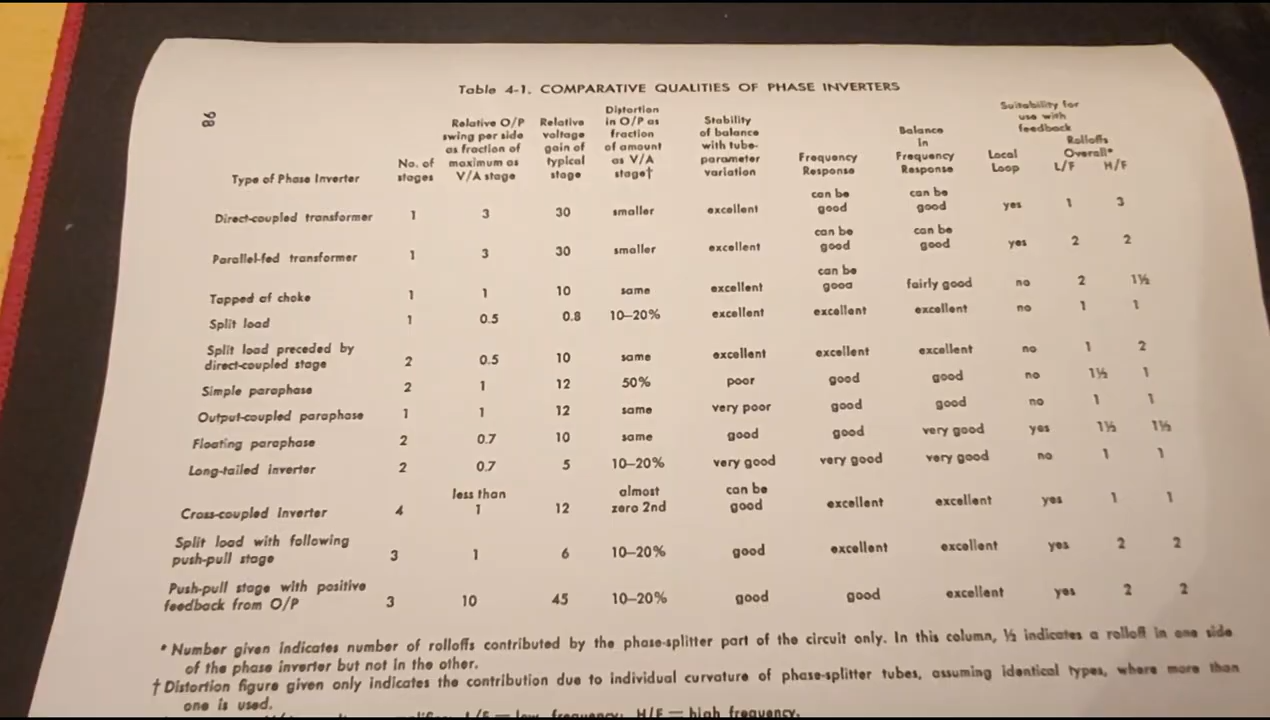 98
Table 4-1. COMPARATIVE QUALITIES OF PHASE INVERTERS
Type of Phase Inverter
No. of
stages
Relative O/P
swing per side
as fraction of
maximum as
V/A stage
Relative
voltage
gain of
typical
stage
Distortion
in O/P as
fraction
of amount
as V/A
stage†
Stability
of balance
with tube-
parameter
variation
Frequency
Response
Balance
in
Frequency
Response
Suitability for
use with
feedback
Local
Loop
Rolloffs
Overall*
L/F H/F
Direct-coupled transformer 1 3 30 smaller excellent can be good can be good yes 1 3
Parallel-fed transformer 1 3 30 smaller excellent can be good can be good yes 2 2
Tapped af choke 1 1 10 same excellent can be good fairly good no 2 1½
Split load 1 0.5 0.8 10–20% excellent excellent excellent no 1 1
Split load preceded by
direct-coupled stage 2 0.5 10 same excellent excellent excellent no 1 2
Simple paraphase 2 1 12 50% poor good good no 1½ 1
Output-coupled paraphase 1 1 12 same very poor good good no 1 1
Floating paraphase 2 0.7 10 same good good very good yes 1½ 1½
Long-tailed inverter 2 0.7 5 10–20% very good very good very good no 1 1
Cross-coupled inverter 4 less than 1 12 almost zero 2nd can be good excellent excellent yes 1 1
Split load with following
push-pull stage 3 1 6 10–20% good excellent excellent yes 2 2
Push-pull stage with positive
feedback from O/P 3 10 45 10–20% good good excellent yes 2 2
* Number given indicates number of rolloffs contributed by the phase-splitter part of the circuit only. In this column, ½ indicates a rolloff in one side
of the phase inverter but not in the other.
† Distortion figure given only indicates the contribution due to individual curvature of phase-splitter tubes, assuming identical types, where more than
one is used.
L/F = low frequency. H/F = high frequency.